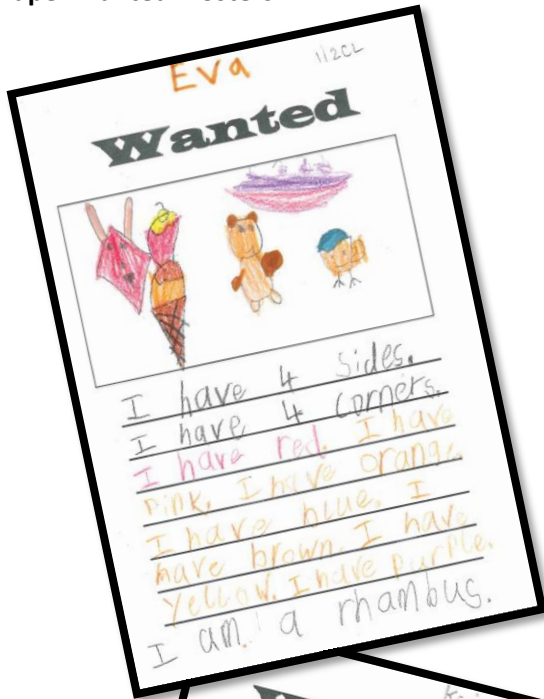 Eva 1/2CL
Wanted
I have 4 sides.
I have 4 corners.
I have red. I have
pink. I have orange.
I have blue. I
have brown. I have
yellow. I have purple.
I am a rhambus.